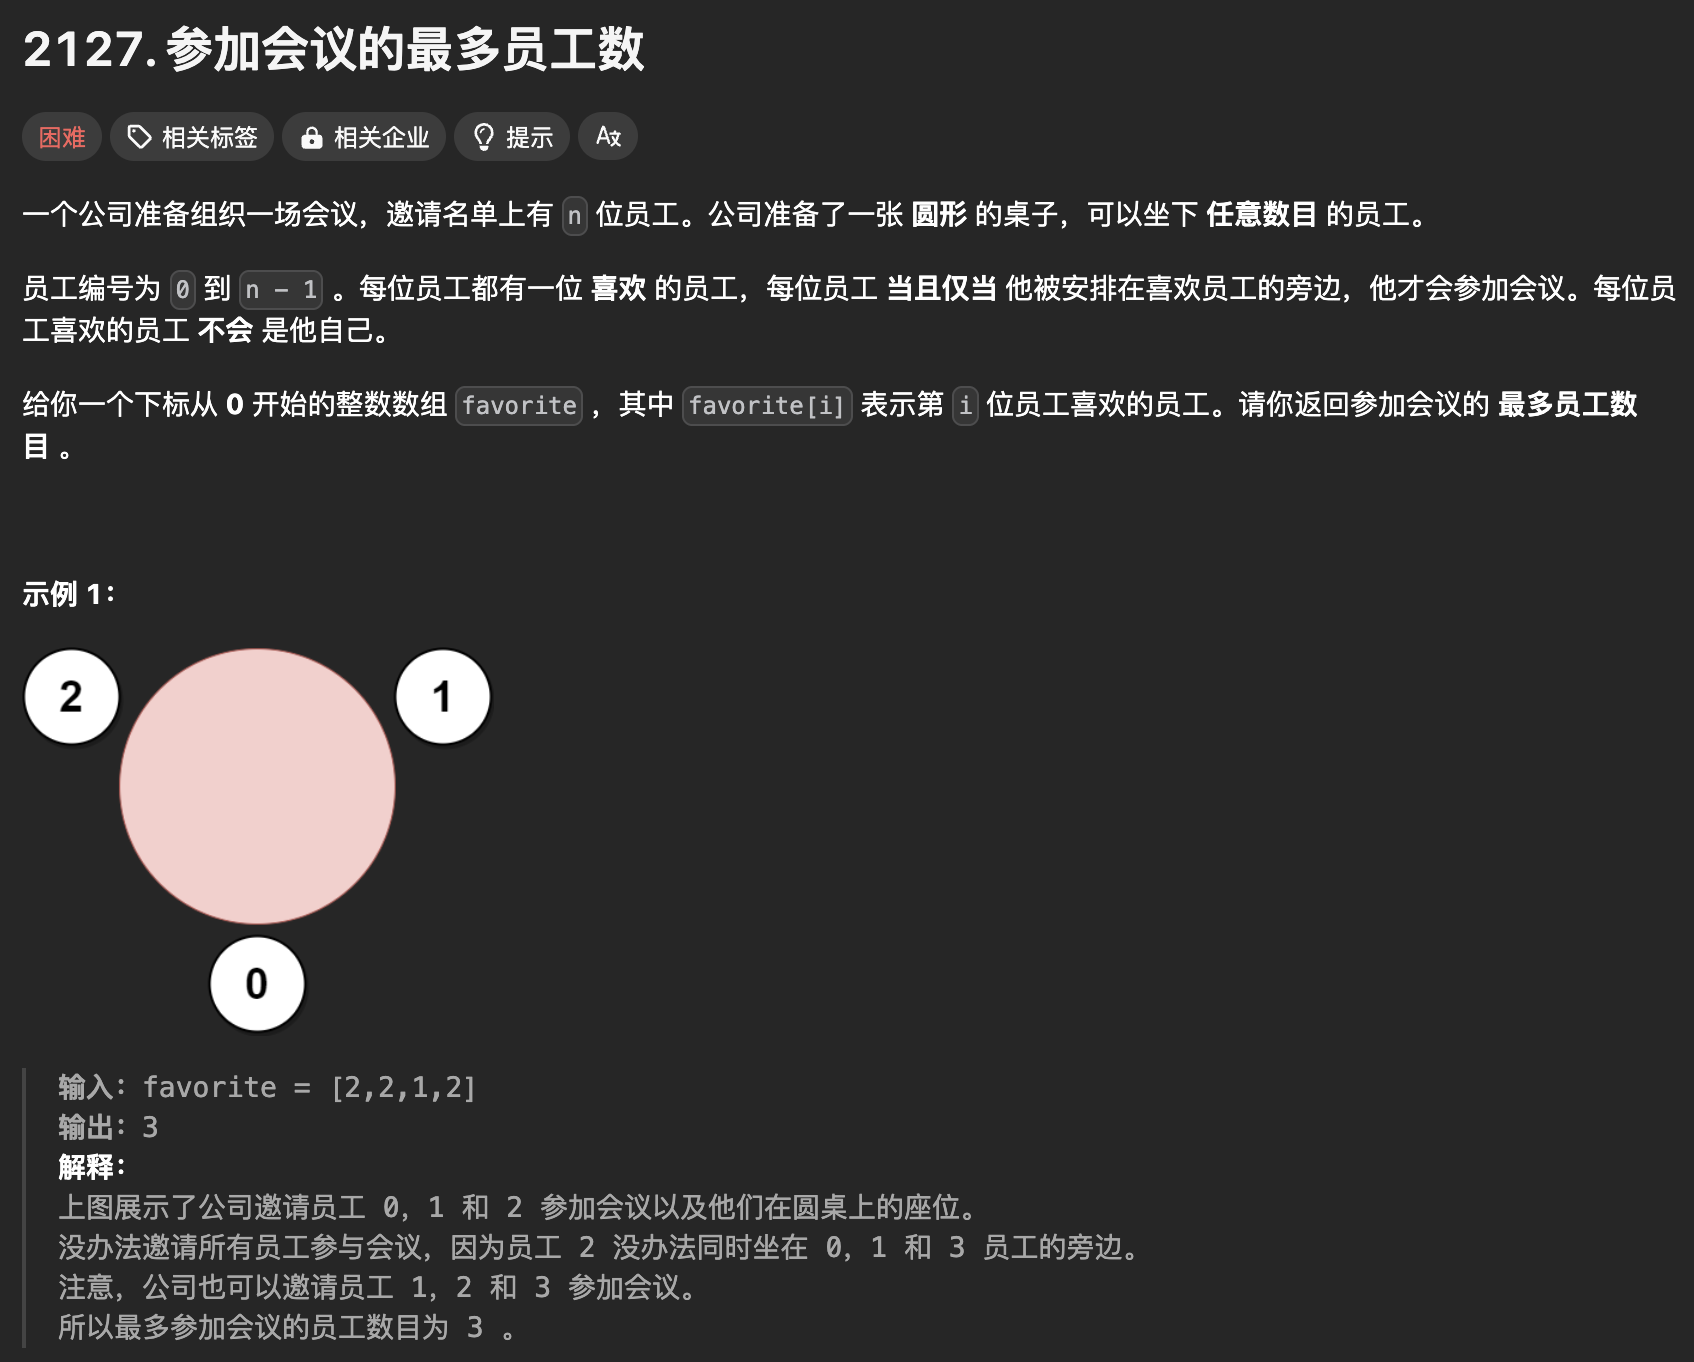 2127. 参加会议的最多员工数
困难 相关标签 相关企业 提示 A文
一个公司准备组织一场会议，邀请名单上有 n 位员工。公司准备了一张 圆形 的桌子，可以坐下 任意数目 的员工。
员工编号为 0 到 n - 1 。每位员工都有一位 喜欢 的员工，每位员工 当且仅当 他被安排在喜欢员工的旁边，他才会参加会议。每位员
工喜欢的员工 不会 是他自己。
给你一个下标从 0 开始的整数数组 favorite ，其中 favorite[i] 表示第 i 位员工喜欢的员工。请你返回参加会议的 最多员工数
目 。
示例 1：
2 1
0
输入：favorite = [2,2,1,2]
输出：3
解释：
上图展示了公司邀请员工 0，1 和 2 参加会议以及他们在圆桌上的座位。
没办法邀请所有员工参与会议，因为员工 2 没办法同时坐在 0，1 和 3 员工的旁边。
注意，公司也可以邀请员工 1，2 和 3 参加会议。
所以最多参加会议的员工数目为 3 。